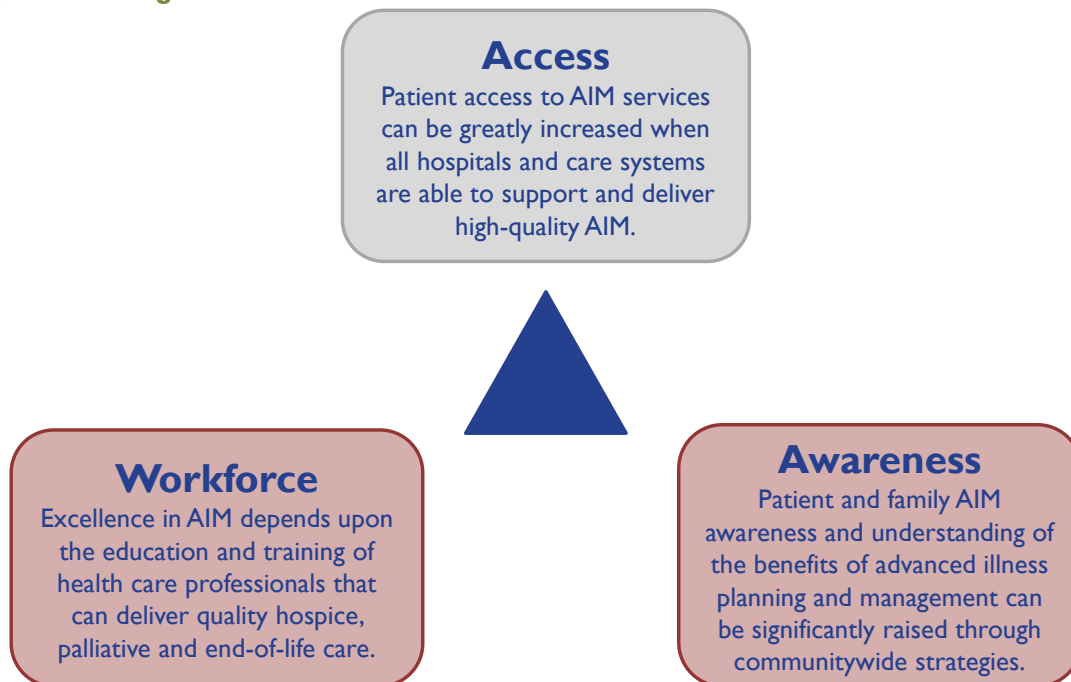 Access
Patient access to AIM services
can be greatly increased when
all hospitals and care systems
are able to support and deliver
high-quality AIM.
Workforce
Excellence in AIM depends upon
the education and training of
health care professionals that
can deliver quality hospice,
palliative and end-of-life care.
Awareness
Patient and family AIM
awareness and understanding of
the benefits of advanced illness
planning and management can
be significantly raised through
communitywide strategies.